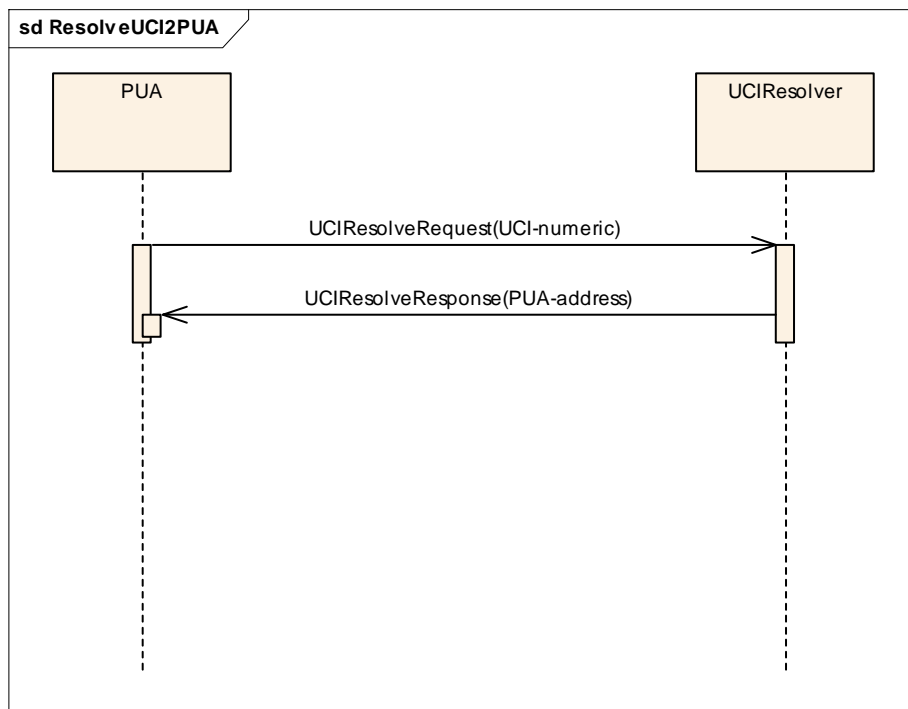 sd ResolveUCI2PUA
PUA
UCIResolver
UCIResolveRequest(UCI-numeric)
UCIResolveResponse(PUA-address)